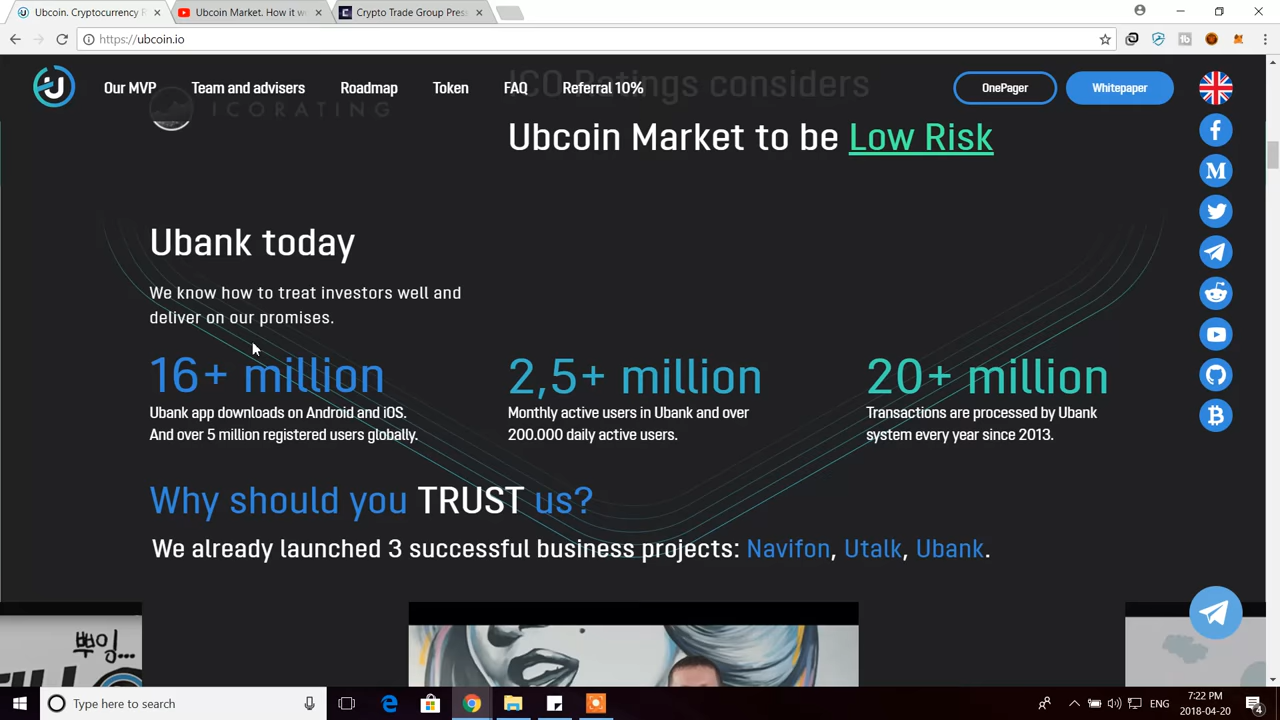 Ubcoin. Cryptocurrency
Ubcoin Market. How it w
Crypto Trade Group Pres
https://ubcoin.io
Our MVP
Team and advisers
Roadmap
Token
FAQ
Referral 10%
OnePager
Whitepaper
ICORATING
ICO Ratings considers
Ubcoin Market to be Low Risk
Ubank today
We know how to treat investors well and
deliver on our promises.
16+ million
Ubank app downloads on Android and iOS.
And over 5 million registered users globally.
2,5+ million
Monthly active users in Ubank and over
200.000 daily active users.
20+ million
Transactions are processed by Ubank
system every year since 2013.
Why should you TRUST us?
We already launched 3 successful business projects: Navifon, Utalk, Ubank.
뿌잉...
Type here to search
ENG
7:22 PM
2018-04-20
4